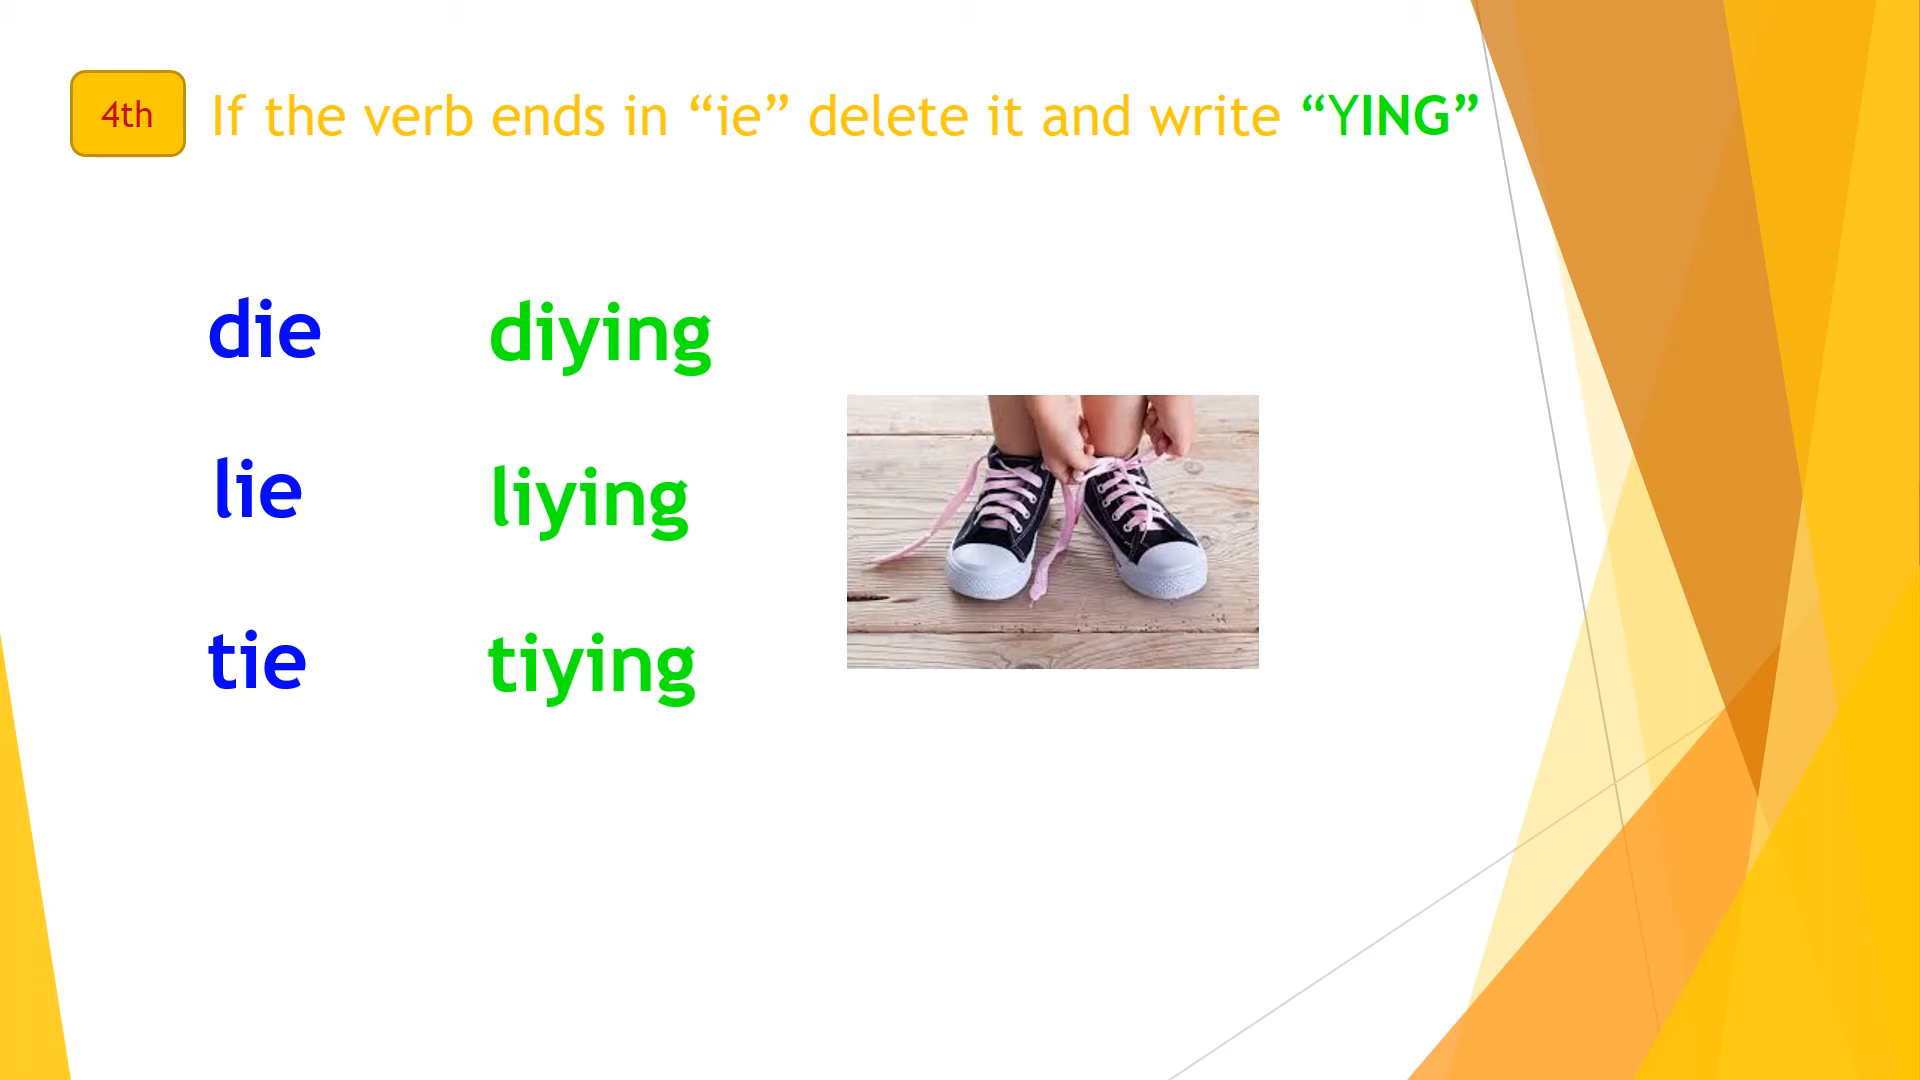 4th
If the verb ends in “ie” delete it and write “YING”
die diying
lie liying
tie tiying